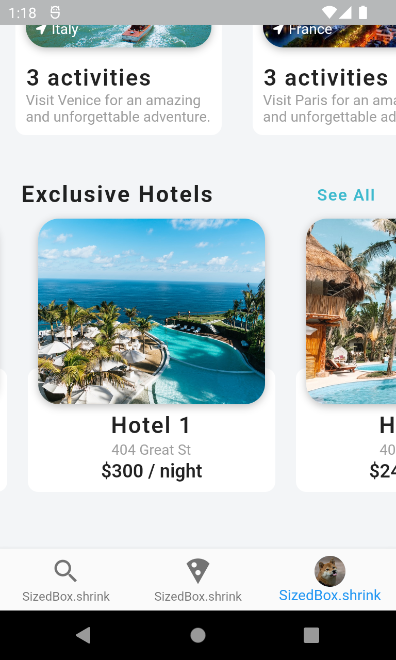 1:18
Italy
France
3 activities
3 activities
Visit Venice for an amazing
and unforgettable adventure.
Visit Paris for an ama
and unforgettable adve
Exclusive Hotels
See All
Hotel 1
404 Great St
$300 / night
H
40
$24
SizedBox.shrink
SizedBox.shrink
SizedBox.shrink